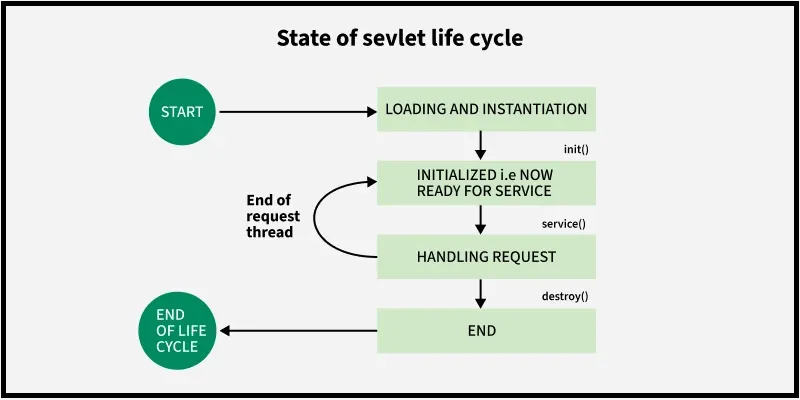 State of sevlet life cycle
START
LOADING AND INSTANTIATION
init()
INITIALIZED i.e NOW
READY FOR SERVICE
End of
request
thread
service()
HANDLING REQUEST
destroy()
END
OF LIFE
CYCLE
END